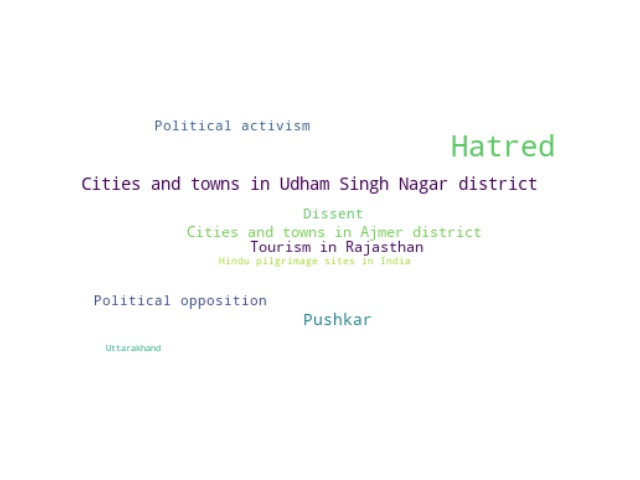 Political activism
Hatred
Cities and towns in Udham Singh Nagar district
Dissent
Cities and towns in Ajmer district
Tourism in Rajasthan
Hindu pilgrimage sites in India
Political opposition
Pushkar
Uttarakhand